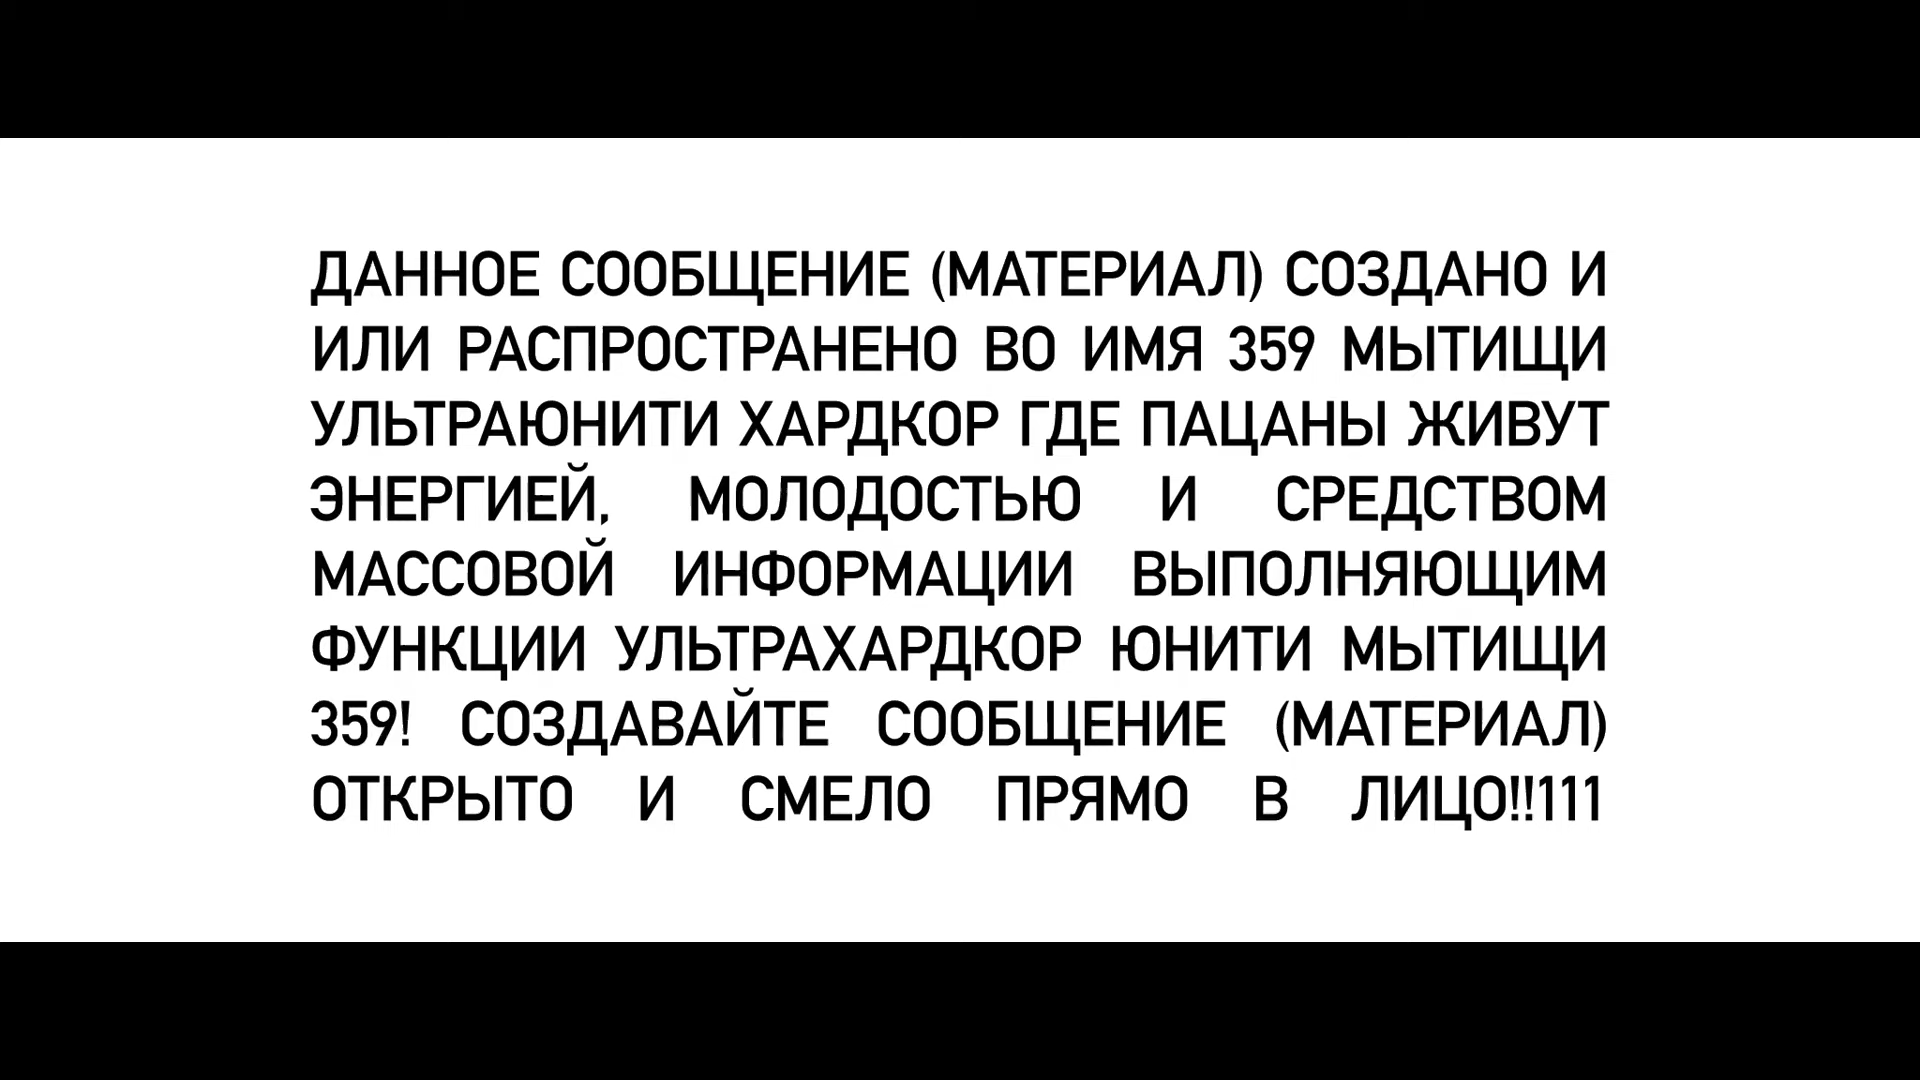 ДАННОЕ СООБЩЕНИЕ (МАТЕРИАЛ) СОЗДАНО И
ИЛИ РАСПРОСТРАНЕНО ВО ИМЯ 359 МЫТИЩИ
УЛЬТРАЮНИТИ ХАРДКОР ГДЕ ПАЦАНЫ ЖИВУТ
ЭНЕРГИЕЙ, МОЛОДОСТЬЮ И СРЕДСТВОМ
МАССОВОЙ ИНФОРМАЦИИ ВЫПОЛНЯЮЩИМ
ФУНКЦИИ УЛЬТРАХАРДКОР ЮНИТИ МЫТИЩИ
359! СОЗДАВАЙТЕ СООБЩЕНИЕ (МАТЕРИАЛ)
ОТКРЫТО И СМЕЛО ПРЯМО В ЛИЦО!!111